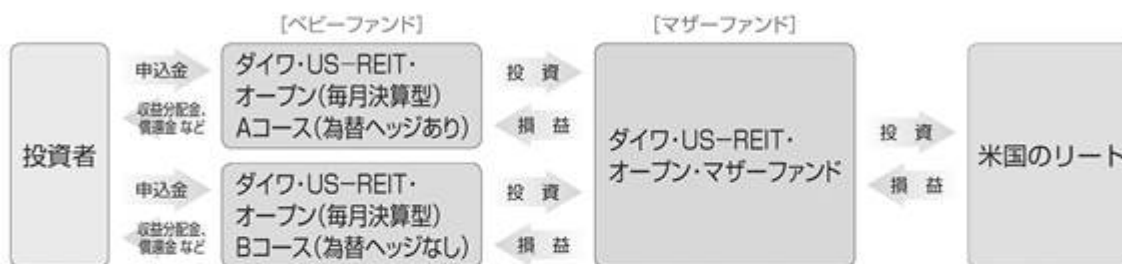 [ベビーファンド]
[マザーファンド]
投資者
申込金
収益分配金、
償還金 など
ダイワ・US-REIT・
オープン(毎月決算型)
Aコース(為替ヘッジあり)
投 資
損 益
申込金
収益分配金、
償還金 など
ダイワ・US-REIT・
オープン(毎月決算型)
Bコース(為替ヘッジなし)
投 資
損 益
ダイワ・US-REIT・
オープン・マザーファンド
投 資
損 益
米国のリート